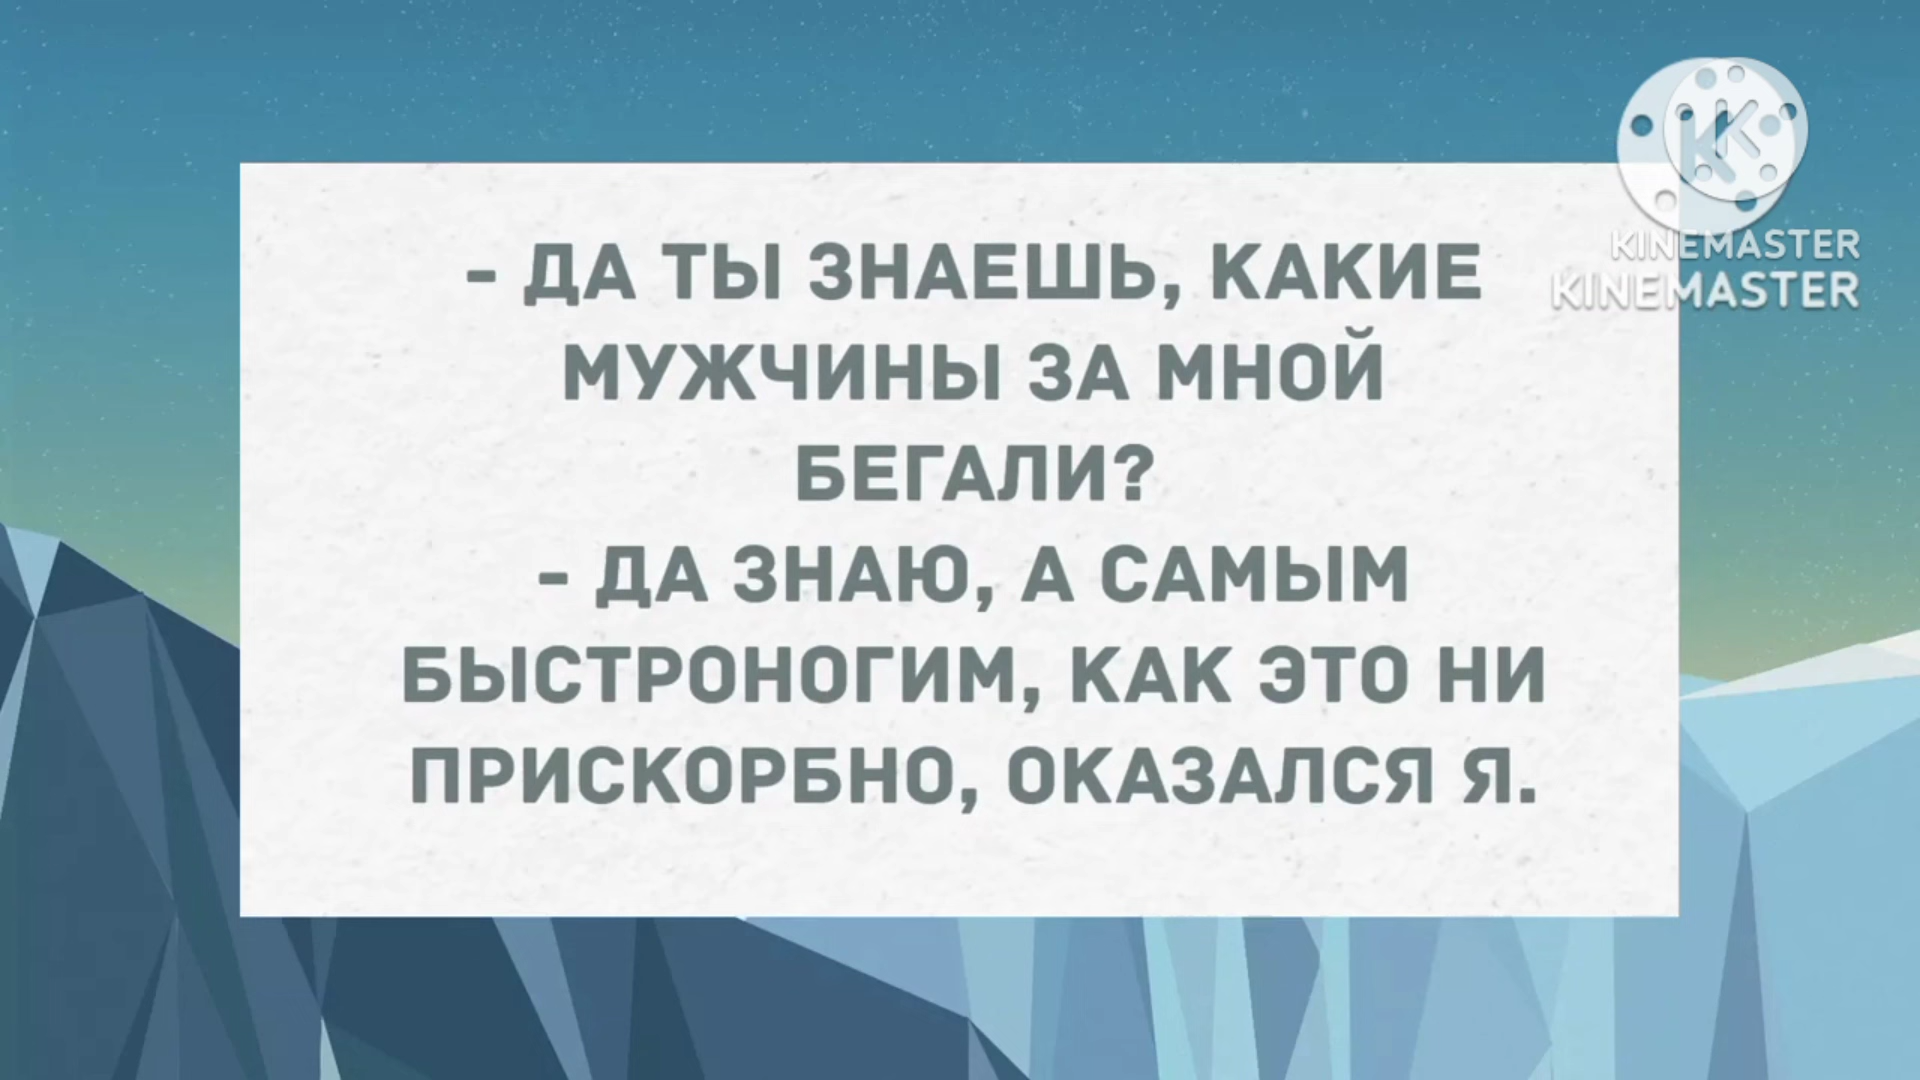 - ДА ТЫ ЗНАЕШЬ, КАКИЕ
МУЖЧИНЫ ЗА МНОЙ
БЕГАЛИ?
- ДА ЗНАЮ, А САМЫМ
БЫСТРОНОГИМ, КАК ЭТО НИ
ПРИСКОРБНО, ОКАЗАЛСЯ Я.
KINEMASTER
KINEMASTER